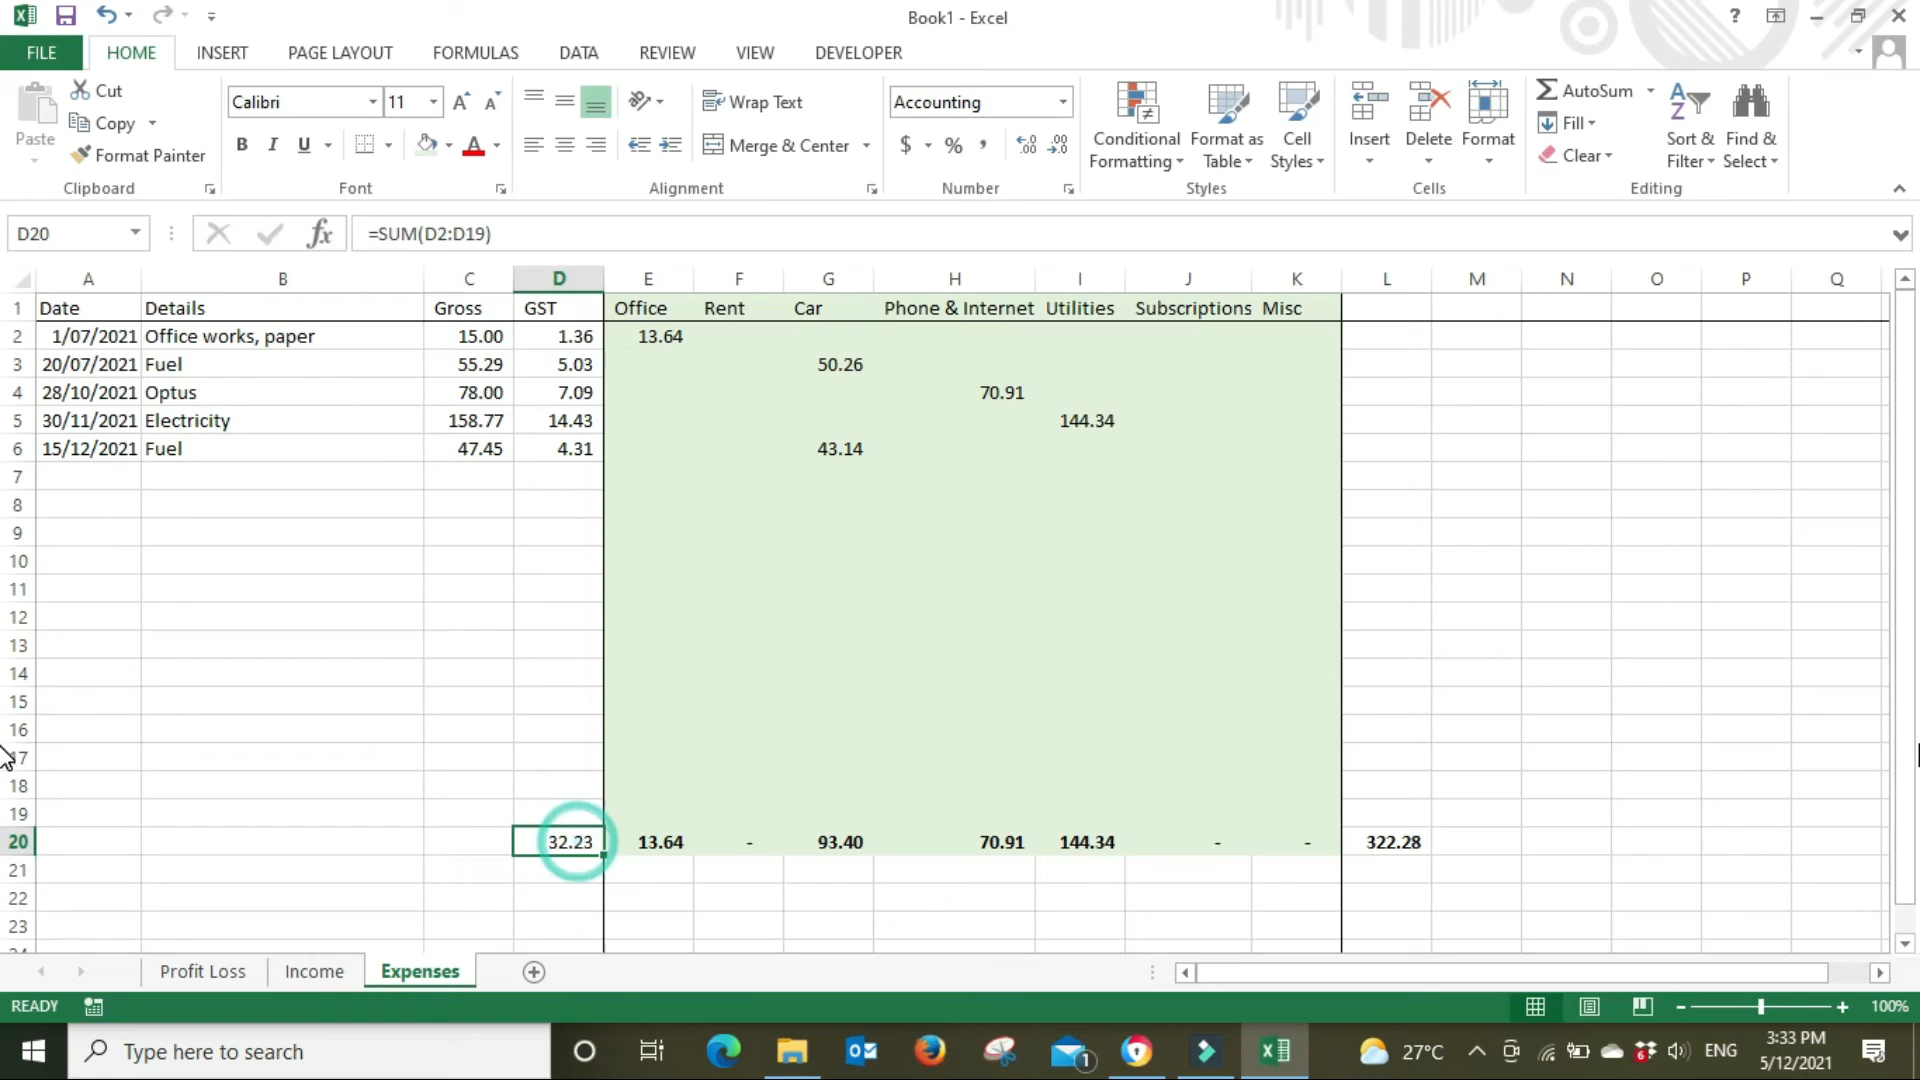 Book1 - Excel
FILE HOME INSERT PAGE LAYOUT FORMULAS DATA REVIEW VIEW DEVELOPER
Paste Cut Copy Format Painter Clipboard
Calibri 11 B I U A Font
Wrap Text Merge & Center Alignment
Accounting $ % Number
Conditional Formatting Format as Table Cell Styles Styles
Insert Delete Format Cells
AutoSum Fill Clear Sort & Filter Find & Select Editing
D20 fx =SUM(D2:D19)
A B C D E F G H I J K L M N O P Q
1 Date Details Gross GST Office Rent Car Phone & Internet Utilities Subscriptions Misc
2 1/07/2021 Office works, paper 15.00 1.36 13.64
3 20/07/2021 Fuel 55.29 5.03 50.26
4 28/10/2021 Optus 78.00 7.09 70.91
5 30/11/2021 Electricity 158.77 14.43 144.34
6 15/12/2021 Fuel 47.45 4.31 43.14
7
8
9
10
11
12
13
14
15
16
17
18
19
20 32.23 13.64 - 93.40 70.91 144.34 - - 322.28
21
22
23
24
Profit Loss Income Expenses
READY 100%
Type here to search 1 27°C 6 ENG 3:33 PM
5/12/2021